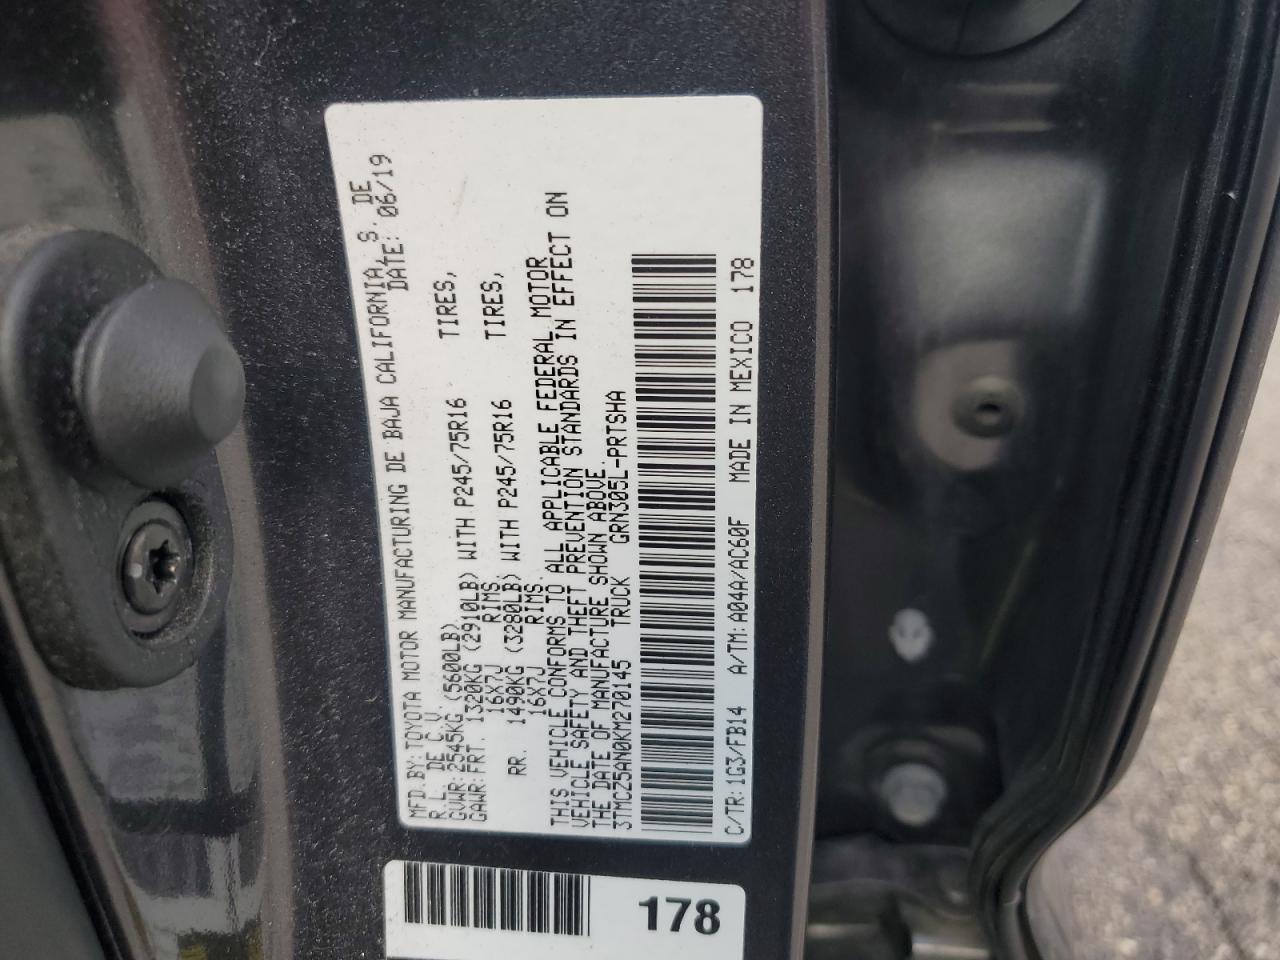 MFD.BY:TOYOTA MOTOR MANUFACTURING DE BAJA CALIFORNIA,S. DE
R.L. DE C.V. DATE: 06/19
GVWR:2545KG (5600LB)
GAWR:FRT. 1320KG (2910LB) WITH P245/75R16 TIRES,
16X7J RIMS.
RR. 1490KG (3280LB) WITH P245/75R16 TIRES,
16X7J RIMS.
THIS VEHICLE CONFORMS TO ALL APPLICABLE FEDERAL MOTOR
VEHICLE SAFETY AND THEFT PREVENTION STANDARDS IN EFFECT ON
THE DATE OF MANUFACTURE SHOWN ABOVE.
3TMCZ5AN0KM270145 TRUCK GRN305L-PRTSHA
C/TR:1G3/FB14 A/TM:A04A/AC60F MADE IN MEXICO 178
178